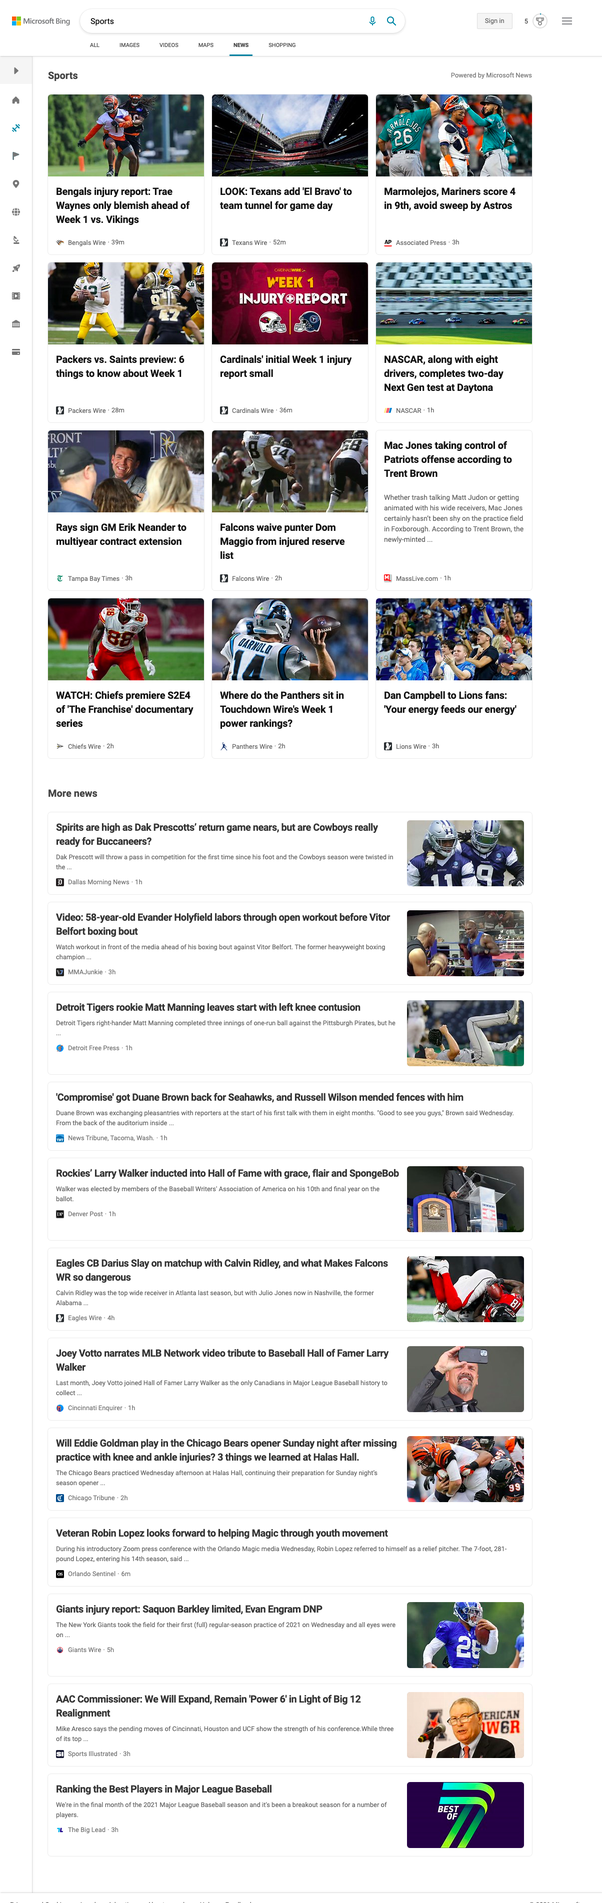 Microsoft Bing
Sports
Sign in
5
ALL
IMAGES
VIDEOS
MAPS
NEWS
SHOPPING
Sports
Powered by Microsoft News
Bengals injury report: Trae
Waynes only blemish ahead of
Week 1 vs. Vikings
Bengals Wire · 39m
LOOK: Texans add 'El Bravo' to
team tunnel for game day
Texans Wire · 52m
26
Marmolejos, Mariners score 4
in 9th, avoid sweep by Astros
AP
Associated Press · 3h
Packers vs. Saints preview: 6
things to know about Week 1
Packers Wire · 28m
WEEK 1
INJURY REPORT
Cardinals' initial Week 1 injury
report small
Cardinals Wire · 36m
NASCAR, along with eight
drivers, completes two-day
Next Gen test at Daytona
NASCAR · 1h
Rays sign GM Erik Neander to
multiyear contract extension
Tampa Bay Times · 3h
Falcons waive punter Dom
Maggio from injured reserve
list
Falcons Wire · 2h
Mac Jones taking control of
Patriots offense according to
Trent Brown
Whether trash talking Matt Judon or getting
animated with his wide receivers, Mac Jones
certainly hasn't been shy on the practice field
in Foxborough. According to Trent Brown, the
newly-minted ...
MassLive.com · 1h
88
WATCH: Chiefs premiere S2E4
of 'The Franchise' documentary
series
Chiefs Wire · 2h
DARNOLD
14
Where do the Panthers sit in
Touchdown Wire's Week 1
power rankings?
Panthers Wire · 2h
Dan Campbell to Lions fans:
'Your energy feeds our energy'
Lions Wire · 3h
More news
Spirits are high as Dak Prescotts' return game nears, but are Cowboys really
ready for Buccaneers?
Dak Prescott will throw a pass in competition for the first time since his foot and the Cowboys season were twisted in
the ...
Dallas Morning News · 1h
Video: 58-year-old Evander Holyfield labors through open workout before Vitor
Belfort boxing bout
Watch workout in front of the media ahead of his boxing bout against Vitor Belfort. The former heavyweight boxing
champion ...
MMAJunkie · 3h
Detroit Tigers rookie Matt Manning leaves start with left knee contusion
Detroit Tigers right-hander Matt Manning completed three innings of one-run ball against the Pittsburgh Pirates, but he
...
Detroit Free Press · 1h
'Compromise' got Duane Brown back for Seahawks, and Russell Wilson mended fences with him
Duane Brown was exchanging pleasantries with reporters at the start of his first talk with them in eight months. "Good to see you guys," Brown said Wednesday.
From the back of the auditorium inside ...
News Tribune, Tacoma, Wash. · 1h
Rockies' Larry Walker inducted into Hall of Fame with grace, flair and SpongeBob
Walker was elected by members of the Baseball Writers' Association of America on his 10th and final year on the
ballot.
Denver Post · 1h
Eagles CB Darius Slay on matchup with Calvin Ridley, and what Makes Falcons
WR so dangerous
Calvin Ridley was the top wide receiver in Atlanta last season, but with Julio Jones now in Nashville, the former
Alabama ...
Eagles Wire · 4h
Joey Votto narrates MLB Network video tribute to Baseball Hall of Famer Larry
Walker
Last month, Joey Votto joined Hall of Famer Larry Walker as the only Canadians in Major League Baseball history to
collect ...
Cincinnati Enquirer · 1h
Will Eddie Goldman play in the Chicago Bears opener Sunday night after missing
practice with knee and ankle injuries? 3 things we learned at Halas Hall.
The Chicago Bears practiced Wednesday afternoon at Halas Hall, continuing their preparation for Sunday night's
season opener ...
Chicago Tribune · 2h
Veteran Robin Lopez looks forward to helping Magic through youth movement
During his introductory Zoom press conference with the Orlando Magic media Wednesday, Robin Lopez referred to himself as a relief pitcher. The 7-foot, 281-
pound Lopez, entering his 14th season, said ...
Orlando Sentinel · 6m
Giants injury report: Saquon Barkley limited, Evan Engram DNP
The New York Giants took the field for their first (full) regular-season practice of 2021 on Wednesday and all eyes were
on ...
Giants Wire · 5h
26
AAC Commissioner: We Will Expand, Remain 'Power 6' in Light of Big 12
Realignment
Mike Aresco says the pending moves of Cincinnati, Houston and UCF show the strength of his conference.While three
of its top ...
Sports Illustrated · 3h
Ranking the Best Players in Major League Baseball
We're in the final month of the 2021 Major League Baseball season and it's been a breakout season for a number of
players.
The Big Lead · 3h
BEST
OF
7